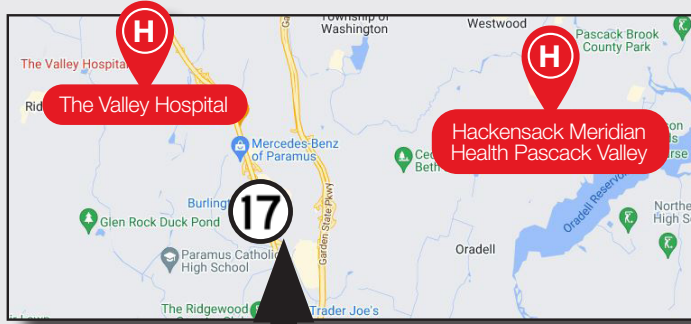 Township of
Washington
Westwood
Pascack Brook
County Park
H
H
The Valley Hospital
The Valley Hospital
Hackensack Meridian
Health Pascack Valley
Mercedes-Benz
of Paramus
Garden State Pkwy
17
Glen Rock Duck Pond
Paramus Catholic
High School
Oradell Reservoir
Oradell
High
The Ridgewood
Trader Joe's